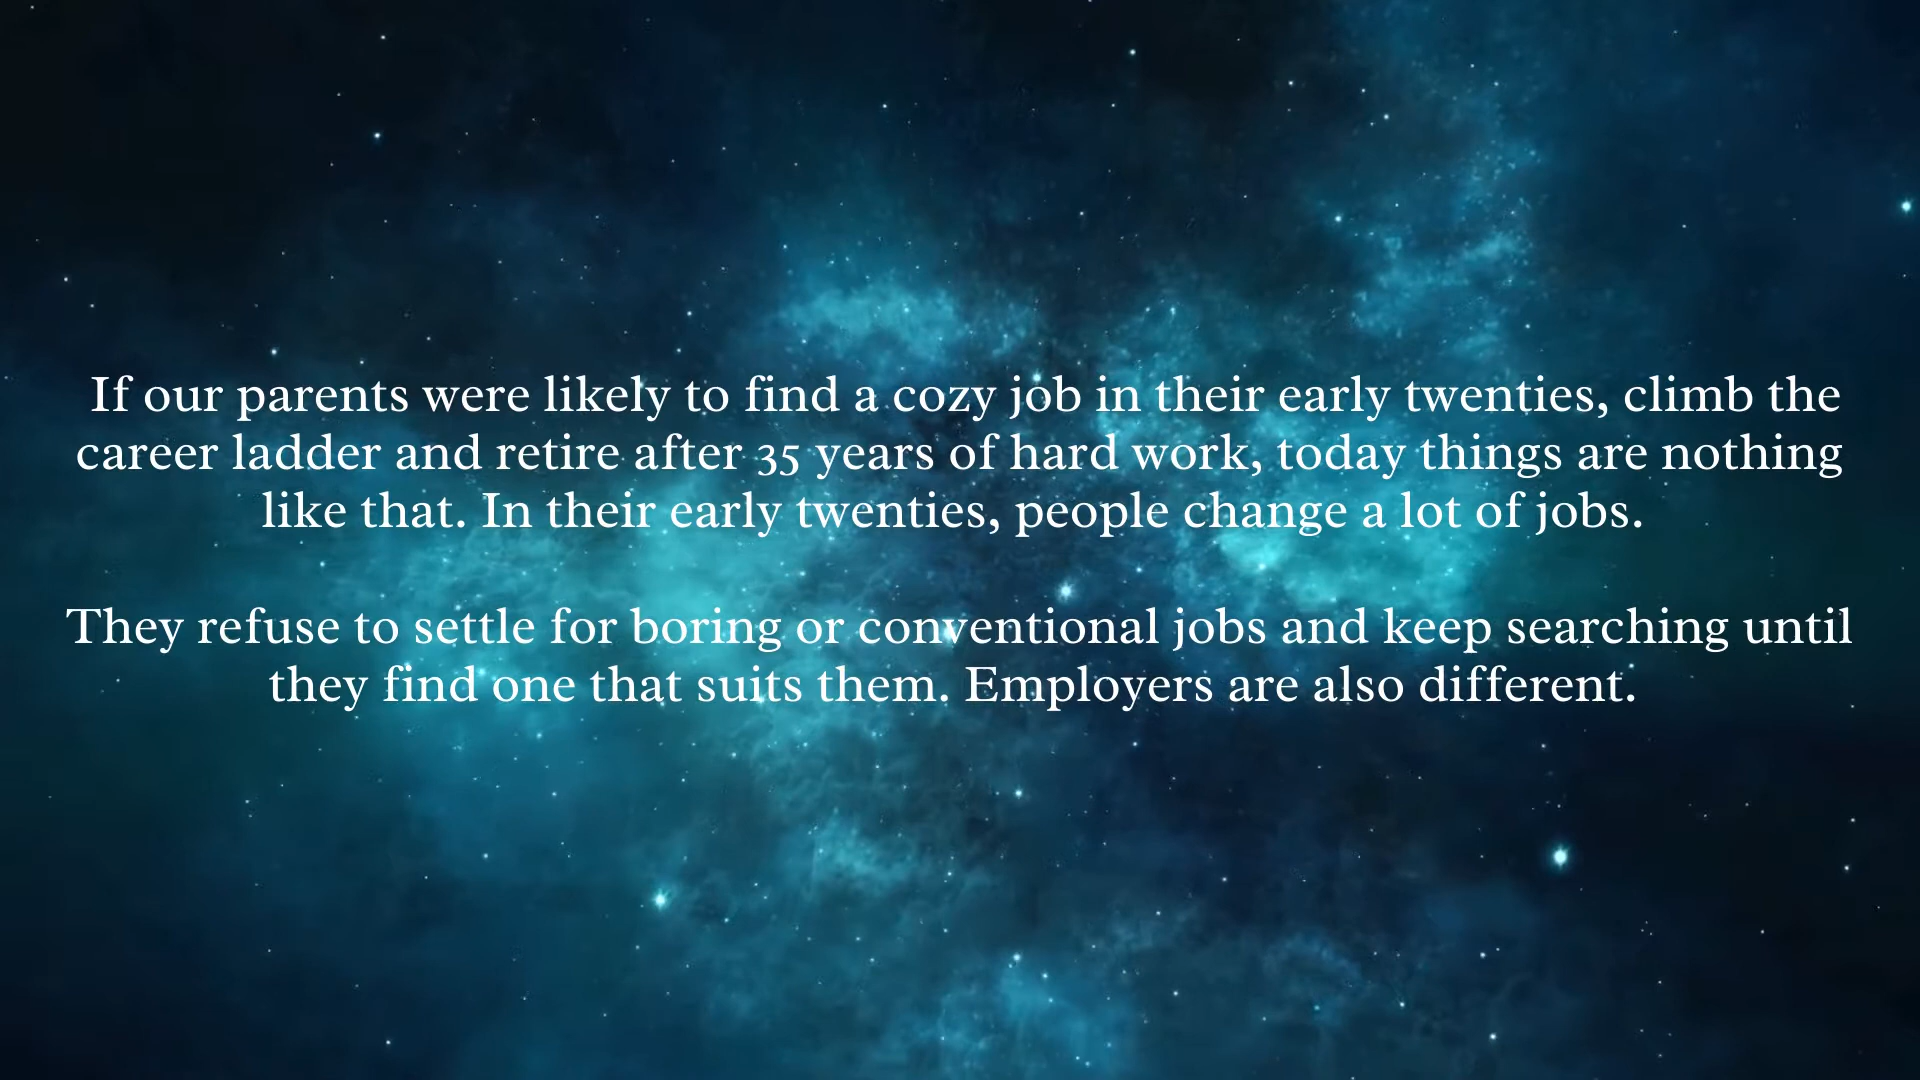 If our parents were likely to find a cozy job in their early twenties, climb the
career ladder and retire after 35 years of hard work, today things are nothing
like that. In their early twenties, people change a lot of jobs.
They refuse to settle for boring or conventional jobs and keep searching until
they find one that suits them. Employers are also different.